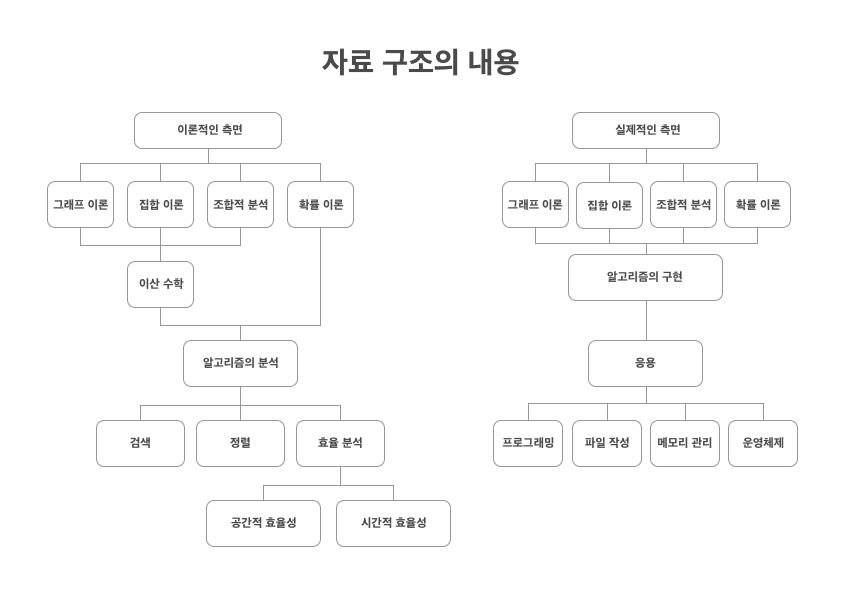 자료 구조의 내용
이론적인 측면
그래프 이론
집합 이론
조합적 분석
확률 이론
이산 수학
알고리즘의 분석
검색
정렬
효율 분석
공간적 효율성
시간적 효율성
실제적인 측면
그래프 이론
집합 이론
조합적 분석
확률 이론
알고리즘의 구현
응용
프로그래밍
파일 작성
메모리 관리
운영체제